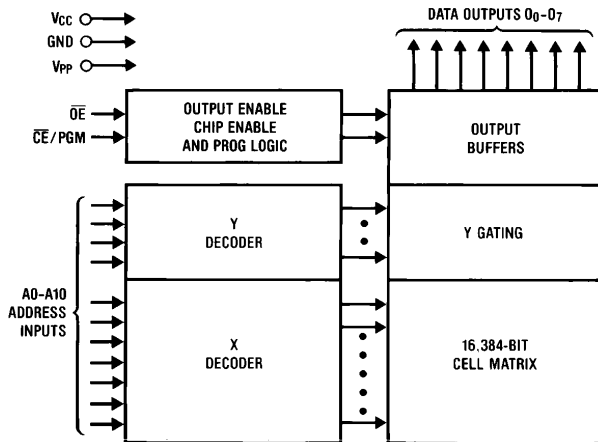 VCC
GND
VPP
DATA OUTPUTS O0-O7
OE
CE/PGM
OUTPUT ENABLE
CHIP ENABLE
AND PROG LOGIC
OUTPUT
BUFFERS
Y
DECODER
Y GATING
A0-A10
ADDRESS
INPUTS
X
DECODER
16,384-BIT
CELL MATRIX